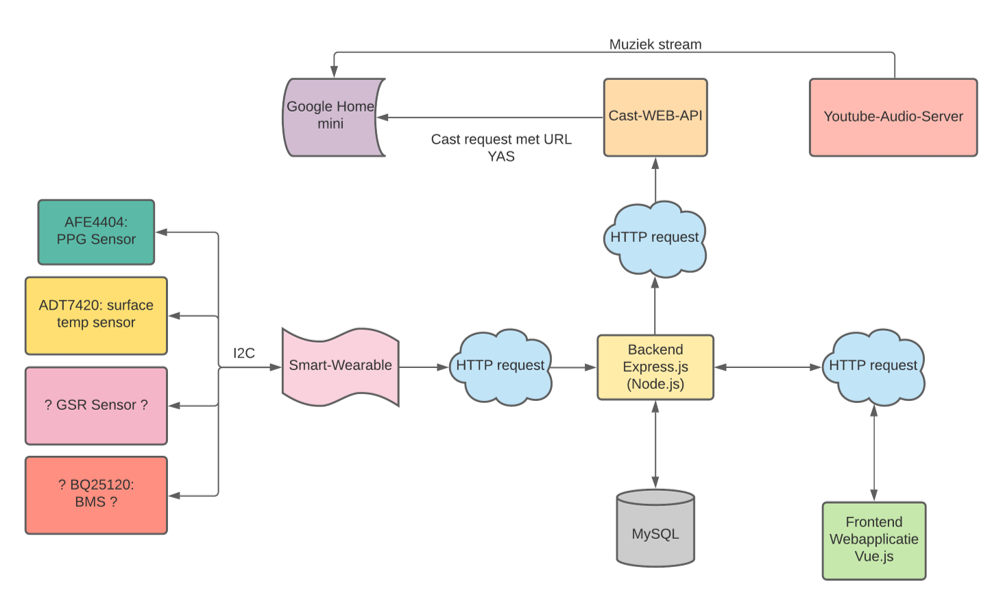 Muziek stream
Google Home
mini
Cast-WEB-API
Youtube-Audio-Server
Cast request met URL
YAS
AFE4404:
PPG Sensor
HTTP request
ADT7420: surface
temp sensor
I2C
Smart-Wearable
HTTP request
Backend
Express.js
(Node.js)
HTTP request
? GSR Sensor ?
? BQ25120:
BMS ?
MySQL
Frontend
Webapplicatie
Vue.js